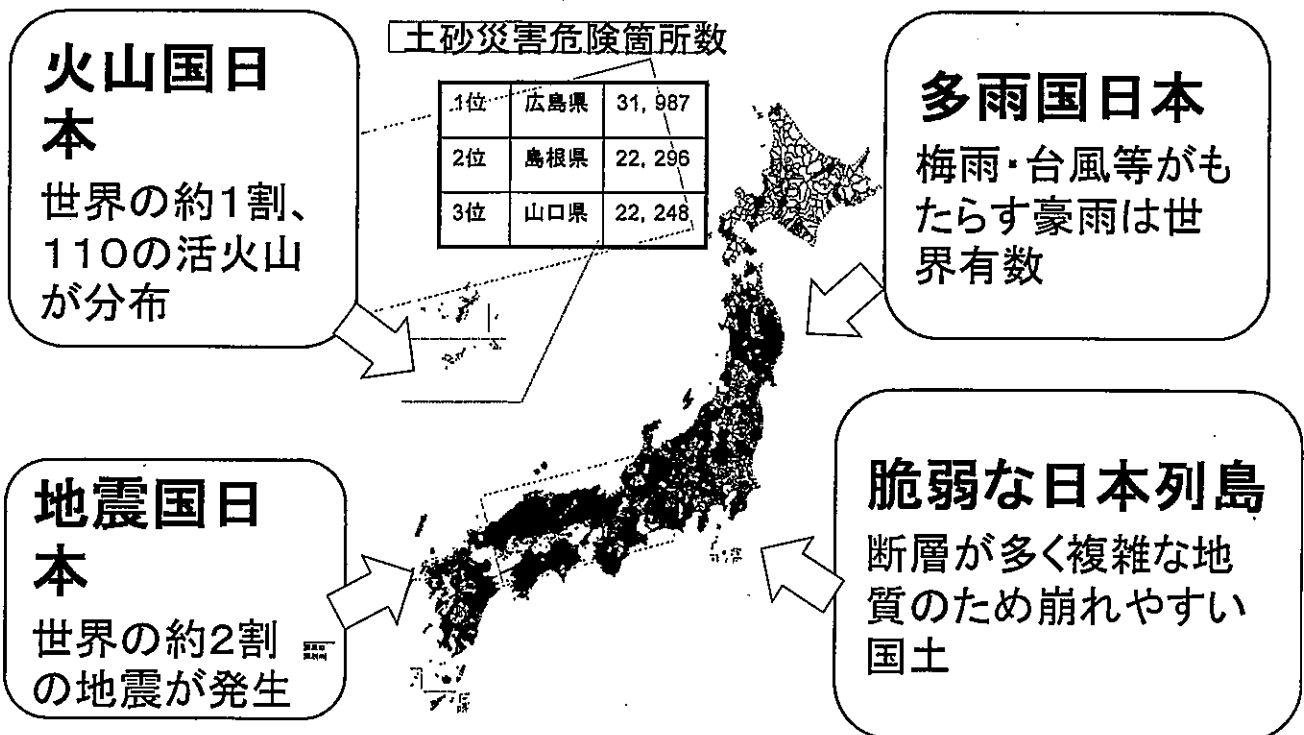 土砂災害危険箇所数
火山国日
本
世界の約1割、
110の活火山
が分布
1位 広島県 31, 987
2位 島根県 22, 296
3位 山口県 22, 248
多雨国日本
梅雨・台風等がも
たらす豪雨は世
界有数
地震国日
本
世界の約2割
の地震が発生
脆弱な日本列島
断層が多く複雑な地
質のため崩れやすい
国土